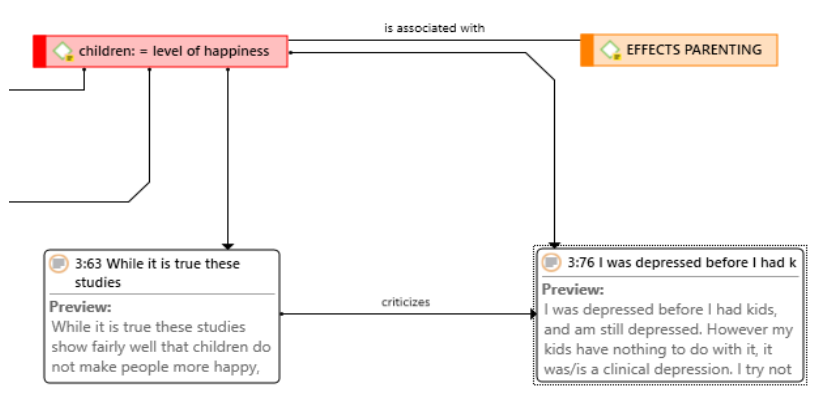 is associated with
children: = level of happiness
EFFECTS PARENTING
3:63 While it is true these
studies
Preview:
While it is true these studies
show fairly well that children do
not make people more happy,
criticizes
3:76 I was depressed before I had k
Preview:
I was depressed before I had kids,
and am still depressed. However my
kids have nothing to do with it, it
was/is a clinical depression. I try not